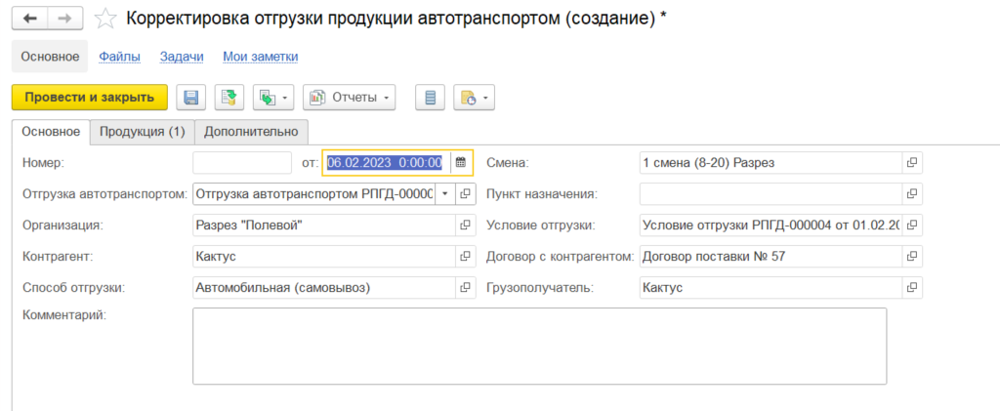 Корректировка отгрузки продукции автотранспортом (создание) *
Основное Файлы Задачи Мои заметки
Провести и закрыть Отчеты
Основное Продукция (1) Дополнительно
Номер: от: 06.02.2023 0:00:00 Смена: 1 смена (8-20) Разрез
Отгрузка автотранспортом: Отгрузка автотранспортом РПГД-00000 Пункт назначения:
Организация: Разрез "Полевой" Условие отгрузки: Условие отгрузки РПГД-000004 от 01.02.20
Контрагент: Кактус Договор с контрагентом: Договор поставки № 57
Способ отгрузки: Автомобильная (самовывоз) Грузополучатель: Кактус
Комментарий: